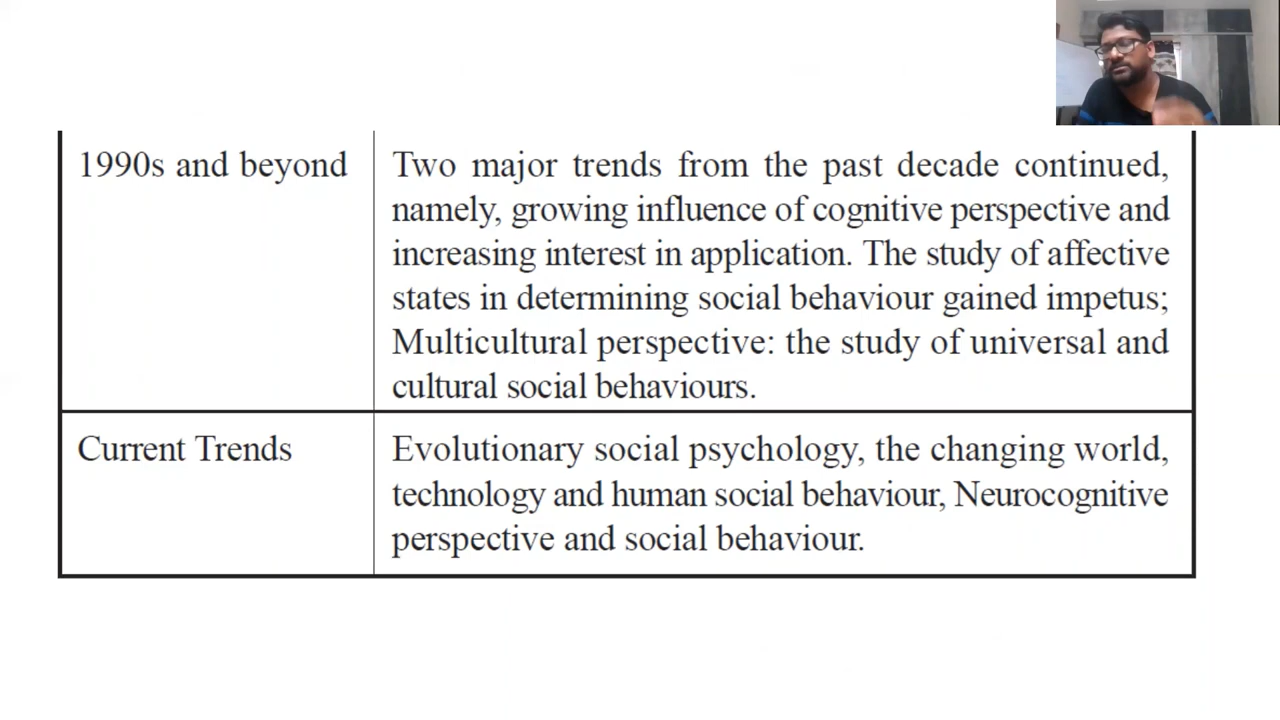 1990s and beyond
Two major trends from the past decade continued,
namely, growing influence of cognitive perspective and
increasing interest in application. The study of affective
states in determining social behaviour gained impetus;
Multicultural perspective: the study of universal and
cultural social behaviours.
Current Trends
Evolutionary social psychology, the changing world,
technology and human social behaviour, Neurocognitive
perspective and social behaviour.